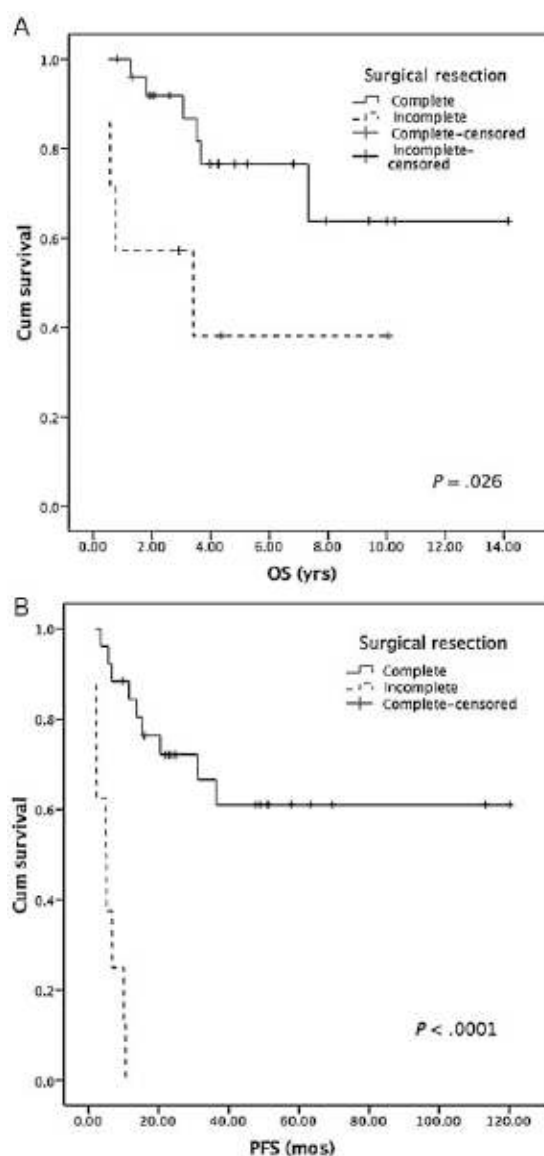 A
1.0
0.8
0.6
0.4
0.2
0.0
Cum survival
Surgical resection
Complete
Incomplete
Complete-censored
Incomplete-
censored
P = .026
0.00 2.00 4.00 6.00 8.00 10.00 12.00 14.00
OS (yrs)
B
1.0
0.8
0.6
0.4
0.2
0.0
Cum survival
Surgical resection
Complete
Incomplete
Complete-censored
P < .0001
0.00 20.00 40.00 60.00 80.00 100.00 120.00
PFS (mos)